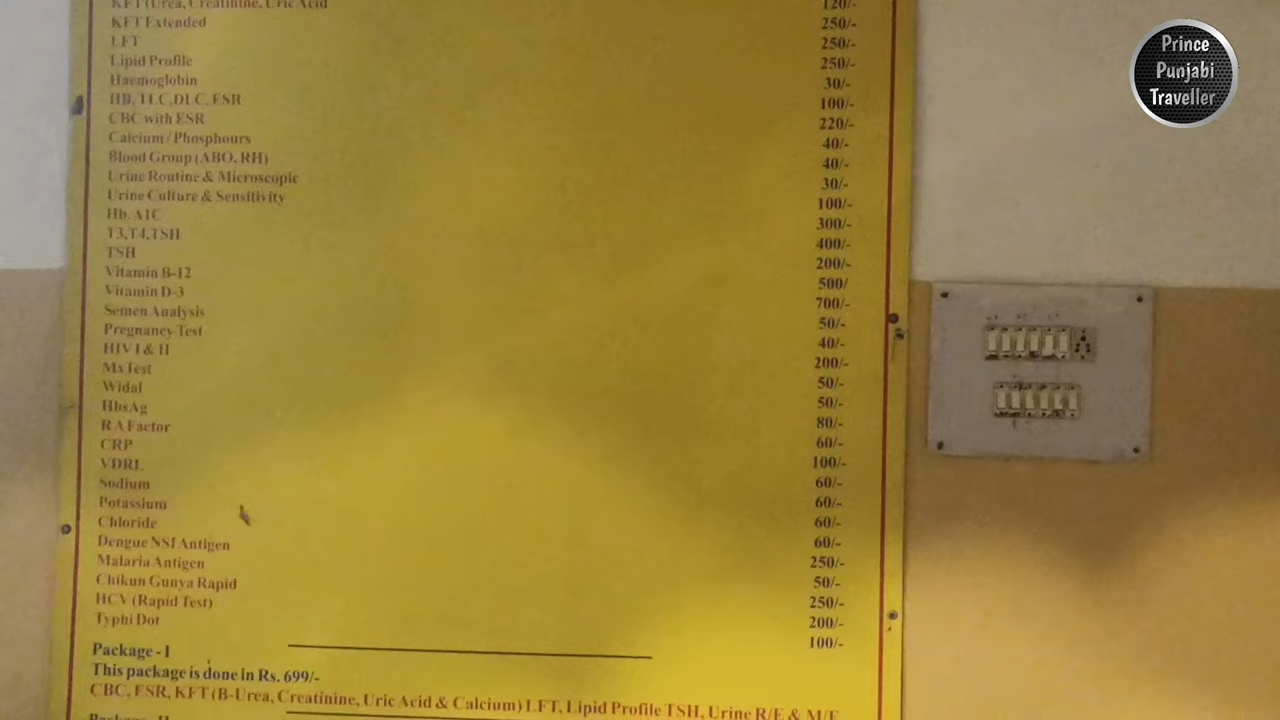 KFT (Urea, Creatinine, Uric Acid 120/-
KFT Extended 250/-
LFT 250/-
Lipid Profile 250/-
Haemoglobin 30/-
HB, TLC,DLC, ESR 100/-
CBC with ESR 220/-
Calcium / Phosphours 40/-
Blood Group (ABO, RH) 40/-
Urine Routine & Microscopic 30/-
Urine Culture & Sensitivity 100/-
Hb, A1C 300/-
T3,T4,TSH 400/-
TSH 200/-
Vitamin B-12 500/
Vitamin D-3 700/-
Semen Analysis 50/-
Pregnancy Test 40/-
HIV I & II 200/-
Mx Test 50/-
Widal 50/-
HbsAg 80/-
R A Factor 60/-
CRP 100/-
VDRL 60/-
Sodium 60/-
Potassium 60/-
Chloride 60/-
Dengue NSI Antigen 250/-
Malaria Antigen 50/-
Chikun Gunya Rapid 250/-
HCV (Rapid Test) 200/-
Typhi Dot 100/-
Package - I
This package is done in Rs. 699/-
CBC, ESR, KFT (B-Urea, Creatinine, Uric Acid & Calcium) LFT, Lipid Profile TSH, Urine R/E & M/E
Package - II
Prince
Punjabi
Traveller